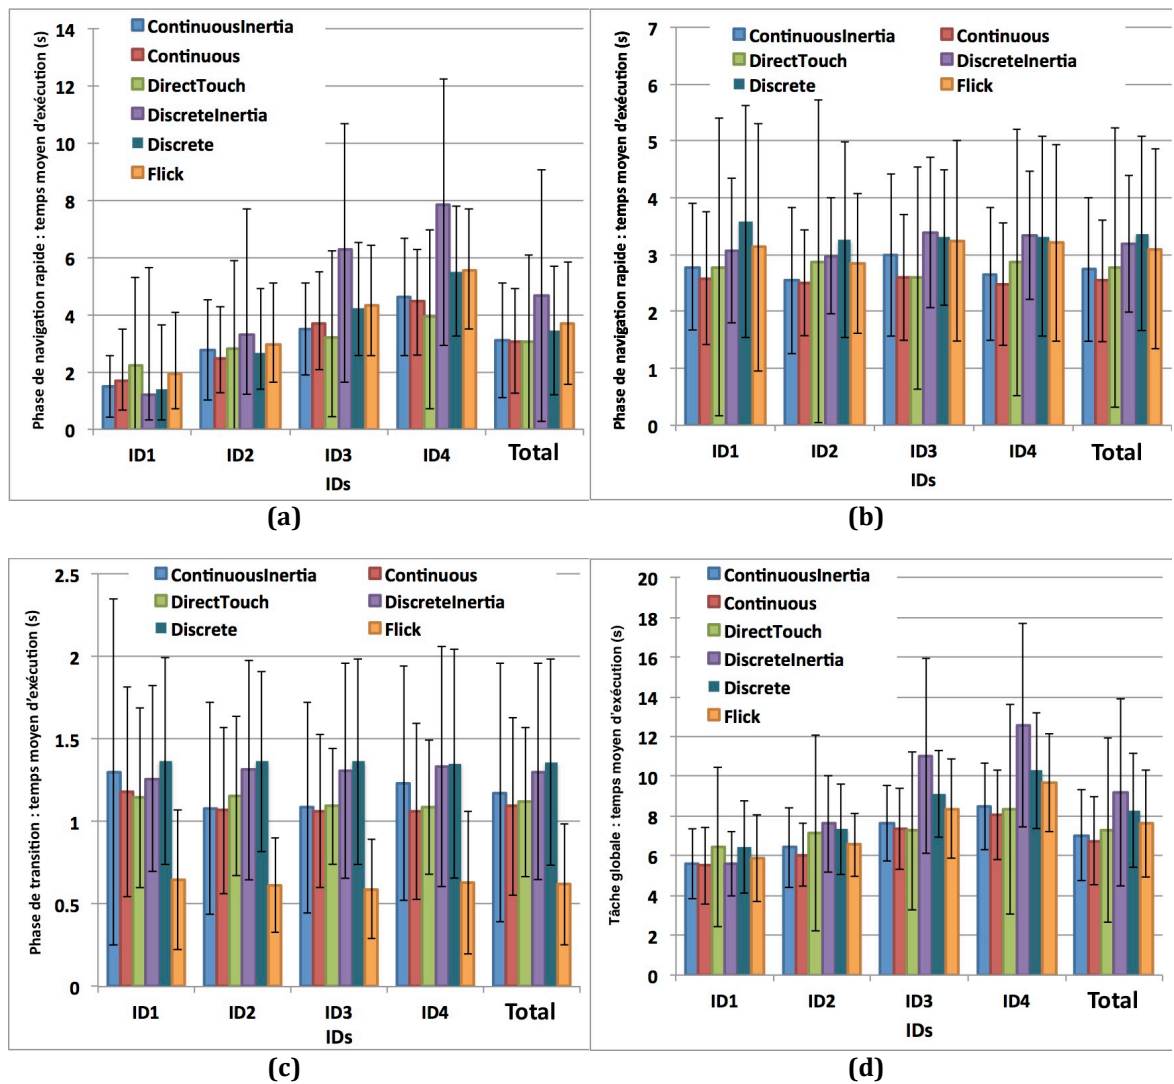 Phase de navigation rapide : temps moyen d'exécution (s)
14
12
10
8
6
4
2
0
ContinuousInertia
Continuous
DirectTouch
DiscreteInertia
Discrete
Flick
ID1 ID2 ID3 ID4 Total
IDs
(a)
Phase de navigation rapide : temps moyen d'exécution (s)
7
6
5
4
3
2
1
0
ContinuousInertia Continuous
DirectTouch DiscreteInertia
Discrete Flick
ID1 ID2 ID3 ID4 Total
IDs
(b)
Phase de transition : temps moyen d'exécution (s)
2.5
2
1.5
1
0.5
0
ContinuousInertia Continuous
DirectTouch DiscreteInertia
Discrete Flick
ID1 ID2 ID3 ID4 Total
IDs
(c)
Tâche globale : temps moyen d'exécution (s)
20
18
16
14
12
10
8
6
4
2
0
ContinuousInertia
Continuous
DirectTouch
DiscreteInertia
Discrete
Flick
ID1 ID2 ID3 ID4 Total
IDs
(d)